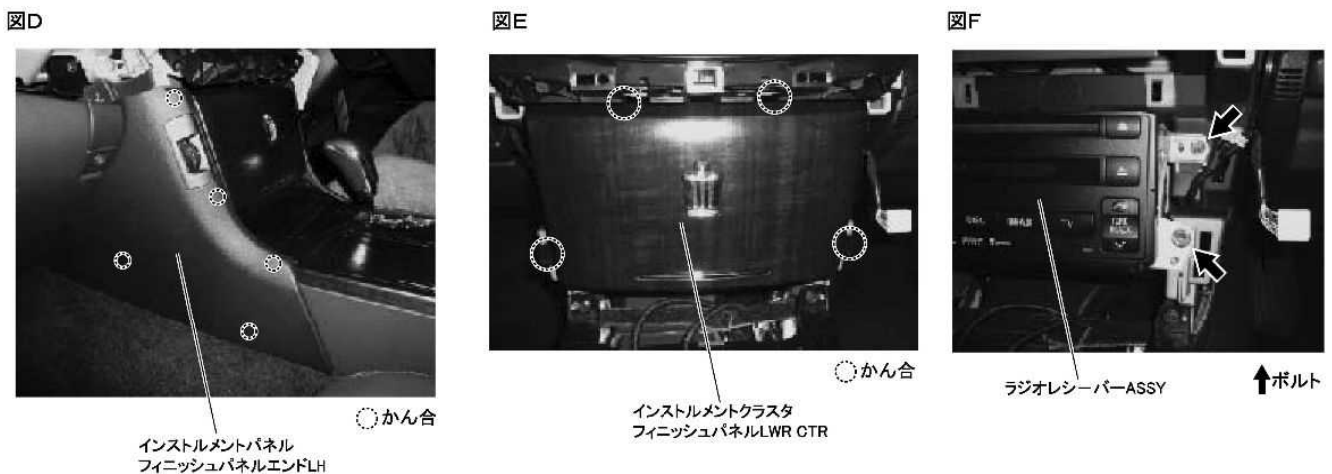 図D
図E
図F
かん合
インストルメントパネル
フィニッシュパネルエンドLH
かん合
インストルメントクラスタ
フィニッシュパネルLWR CTR
ラジオレシーバーASSY
ボルト